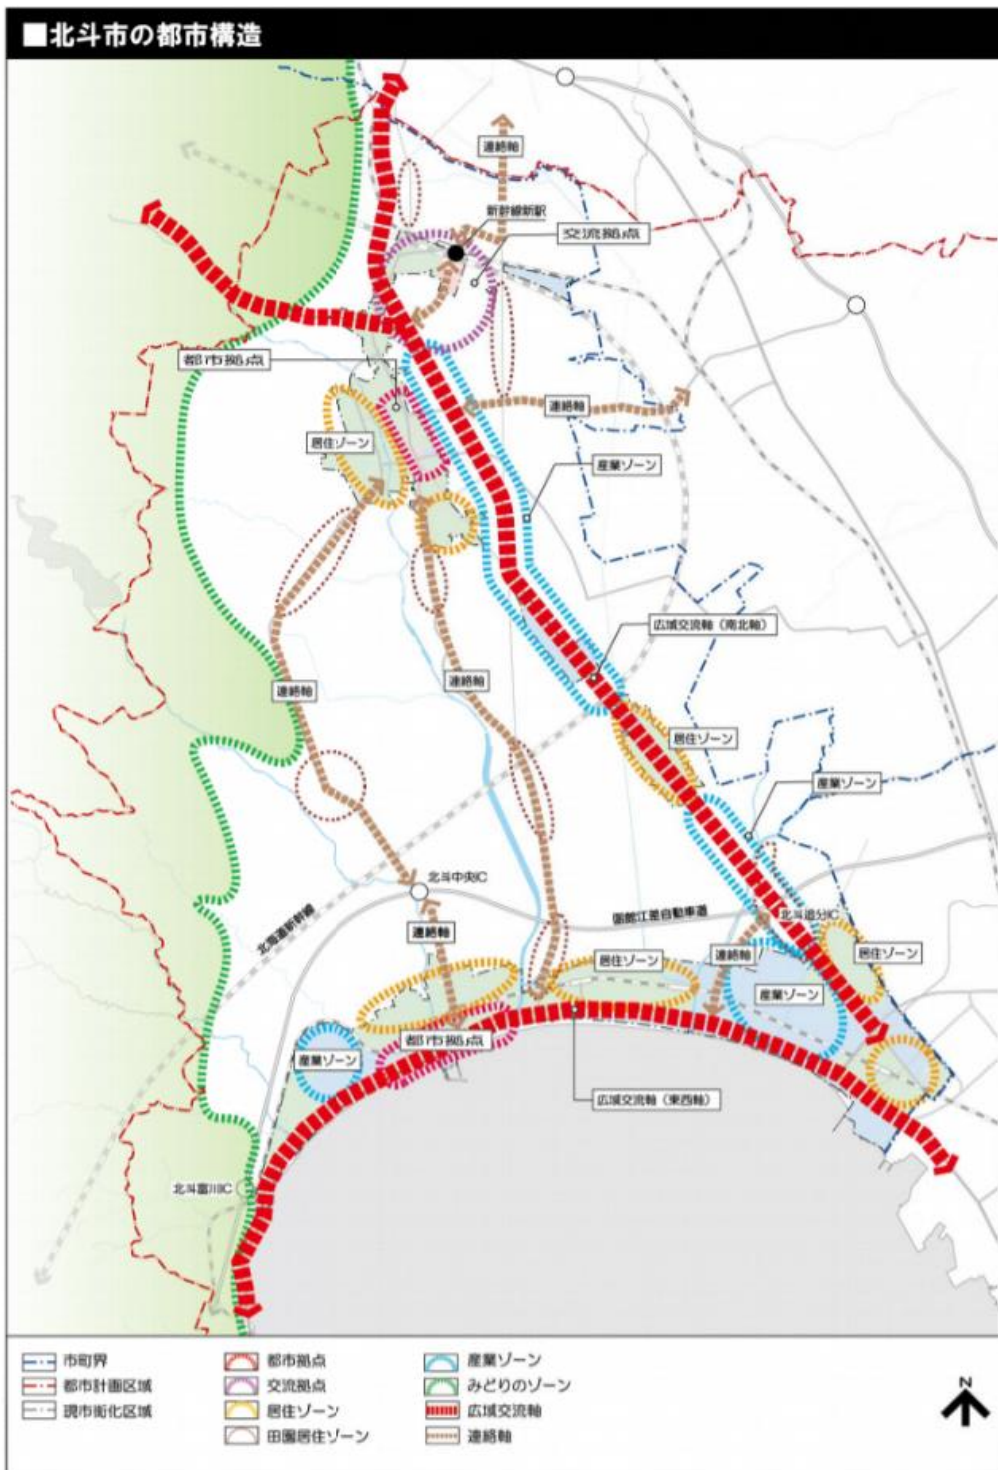 ■北斗市の都市構造
連絡軸
新幹線新駅
交流拠点
都市拠点
連絡軸
居住ゾーン
産業ゾーン
広域交流軸（南北軸）
連絡軸
連絡軸
居住ゾーン
産業ゾーン
北斗中央IC
北海道新幹線
函館江差自動車道
北斗追分IC
連絡軸
連絡軸
居住ゾーン
居住ゾーン
産業ゾーン
都市拠点
産業ゾーン
広域交流軸（東西軸）
北斗富川IC
市町界
都市計画区域
現市街化区域
都市拠点
交流拠点
居住ゾーン
田園居住ゾーン
産業ゾーン
みどりのゾーン
広域交流軸
連絡軸
N